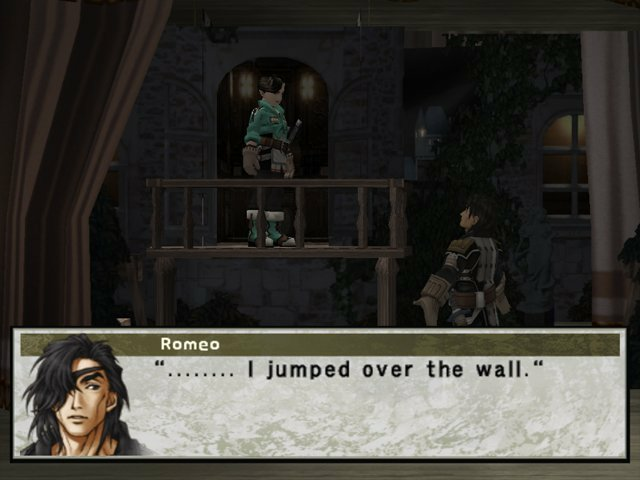 Romeo
“........ I jumped over the wall.“